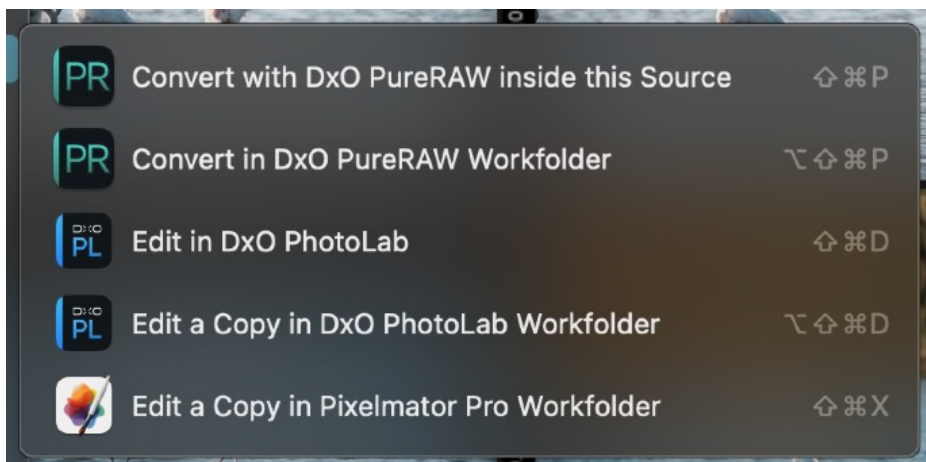 PR Convert with DxO PureRAW inside this Source ⇧⌘P
PR Convert in DxO PureRAW Workfolder ⌥⇧⌘P
DXO PL Edit in DxO PhotoLab ⇧⌘D
DXO PL Edit a Copy in DxO PhotoLab Workfolder ⌥⇧⌘D
Edit a Copy in Pixelmator Pro Workfolder ⇧⌘X